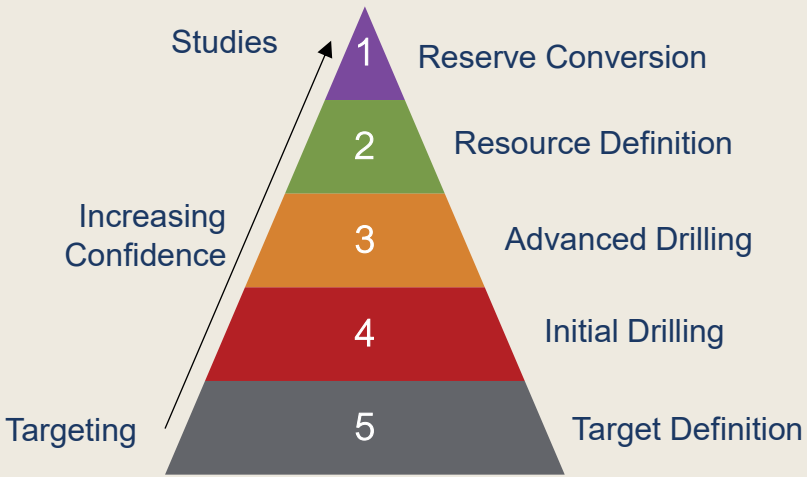 Studies
1
Reserve Conversion
2
Resource Definition
Increasing
Confidence
3
Advanced Drilling
4
Initial Drilling
Targeting
5
Target Definition